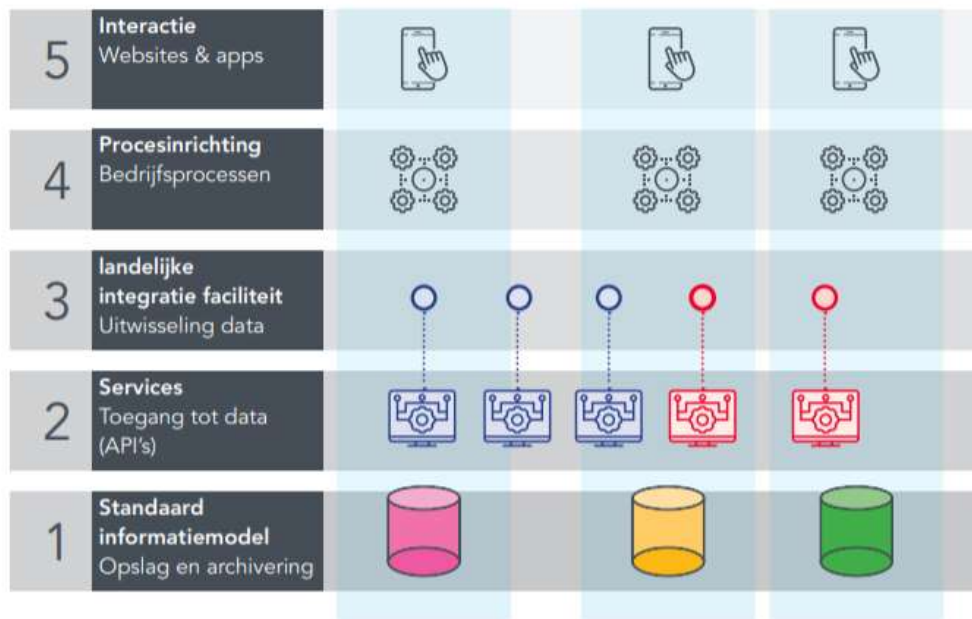 5
Interactie
Websites & apps
4
Procesinrichting
Bedrijfsprocessen
3
landelijke
integratie faciliteit
Uitwisseling data
2
Services
Toegang tot data
(API's)
1
Standaard
informatiemodel
Opslag en archivering